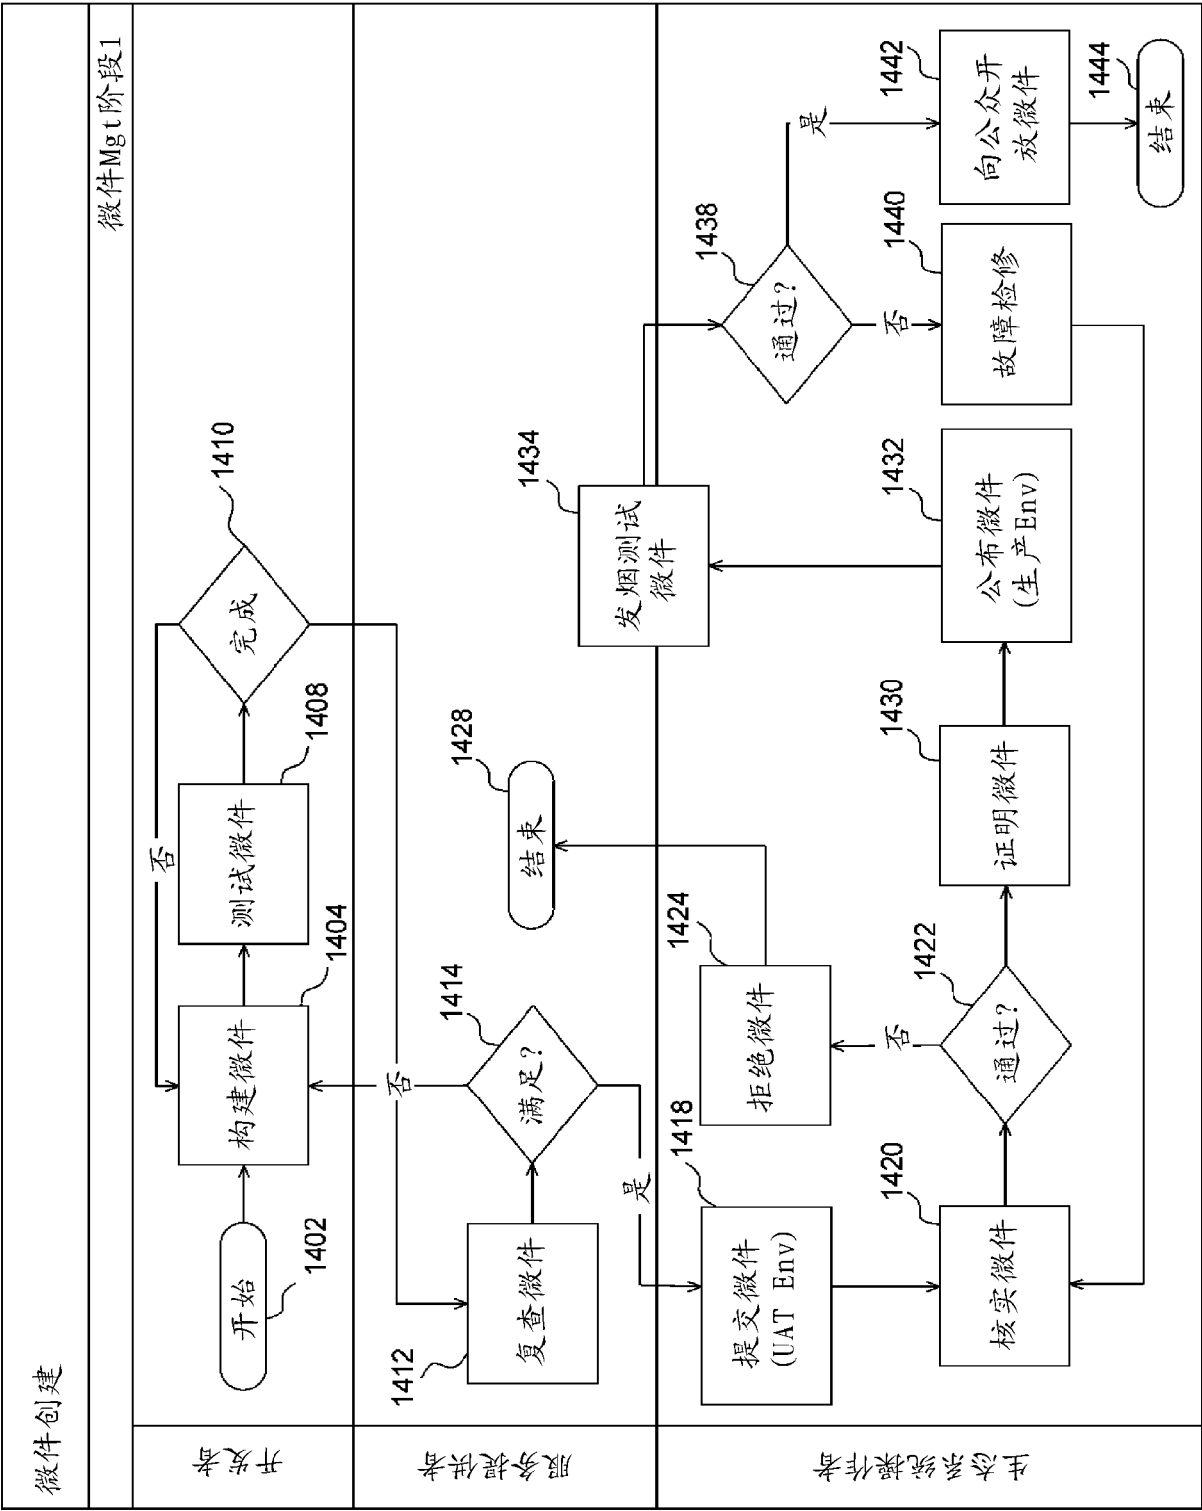 微件创建
微件Mgt阶段1
开发者
开始
1402
构建微件
1404
测试微件
1408
完成
1410
否
服务提供者
复查微件
1412
满足?
1414
否
是
结束
1428
发烟测试
微件
1434
生态系统操作者
提交微件
(UAT Env)
1418
核实微件
1420
通过?
1422
否
拒绝微件
1424
证明微件
1430
公布微件
(生产Env)
1432
通过?
1438
否
是
故障检修
1440
向公众开
放微件
1442
结束
1444